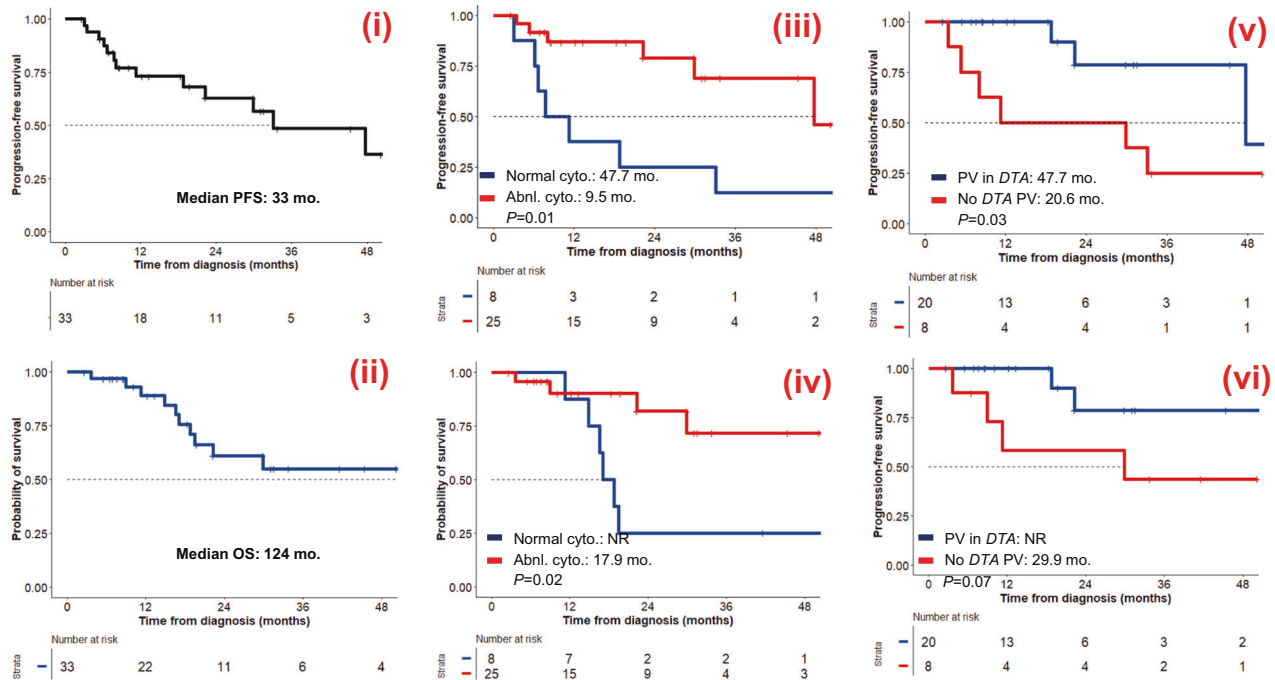 (i)
Prorgression-free survival
1.00
0.75
0.50
0.25
0.00
Median PFS: 33 mo.
0 12 24 36 48
Time from diagnosis (months)
Number at risk
33 18 11 5 3
(ii)
Probability of survival
1.00
0.75
0.50
0.25
0.00
Median OS: 124 mo.
0 12 24 36 48
Time from diagnosis (months)
Number at risk
Strata
33 22 11 6 4
(iii)
Progression-free survival
1.00
0.75
0.50
0.25
0.00
Normal cyto.: 47.7 mo.
Abnl. cyto.: 9.5 mo.
P=0.01
0 12 24 36 48
Time from diagnosis (months)
Number at risk
Strata
8 3 2 1 1
25 15 9 4 2
(iv)
Probability of survival
1.00
0.75
0.50
0.25
0.00
Normal cyto.: NR
Abnl. cyto.: 17.9 mo.
P=0.02
0 12 24 36 48
Time from diagnosis (months)
Number at risk
Strata
8 7 2 2 1
25 15 9 4 3
(v)
Progression-free survival
1.00
0.75
0.50
0.25
0.00
PV in DTA: 47.7 mo.
No DTA PV: 20.6 mo.
P=0.03
0 12 24 36 48
Time from diagnosis (months)
Number at risk
Strata
20 13 6 3 1
8 4 4 1 1
(vi)
Progression-free survival
1.00
0.75
0.50
0.25
0.00
PV in DTA: NR
No DTA PV: 29.9 mo.
P=0.07
0 12 24 36 48
Time from diagnosis (months)
Number at risk
Strata
20 13 6 3 2
8 4 4 2 1